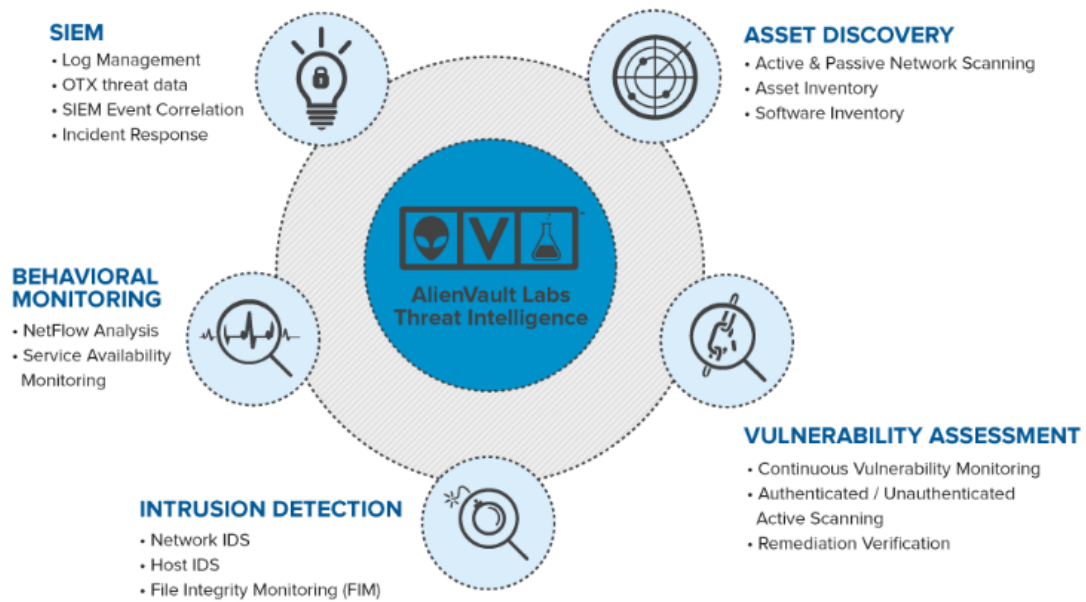 SIEM
• Log Management
• OTX threat data
• SIEM Event Correlation
• Incident Response
ASSET DISCOVERY
• Active & Passive Network Scanning
• Asset Inventory
• Software Inventory
V
AlienVault Labs
Threat Intelligence
BEHAVIORAL
MONITORING
• NetFlow Analysis
• Service Availability
Monitoring
VULNERABILITY ASSESSMENT
• Continuous Vulnerability Monitoring
• Authenticated / Unauthenticated
Active Scanning
• Remediation Verification
INTRUSION DETECTION
• Network IDS
• Host IDS
• File Integrity Monitoring (FIM)